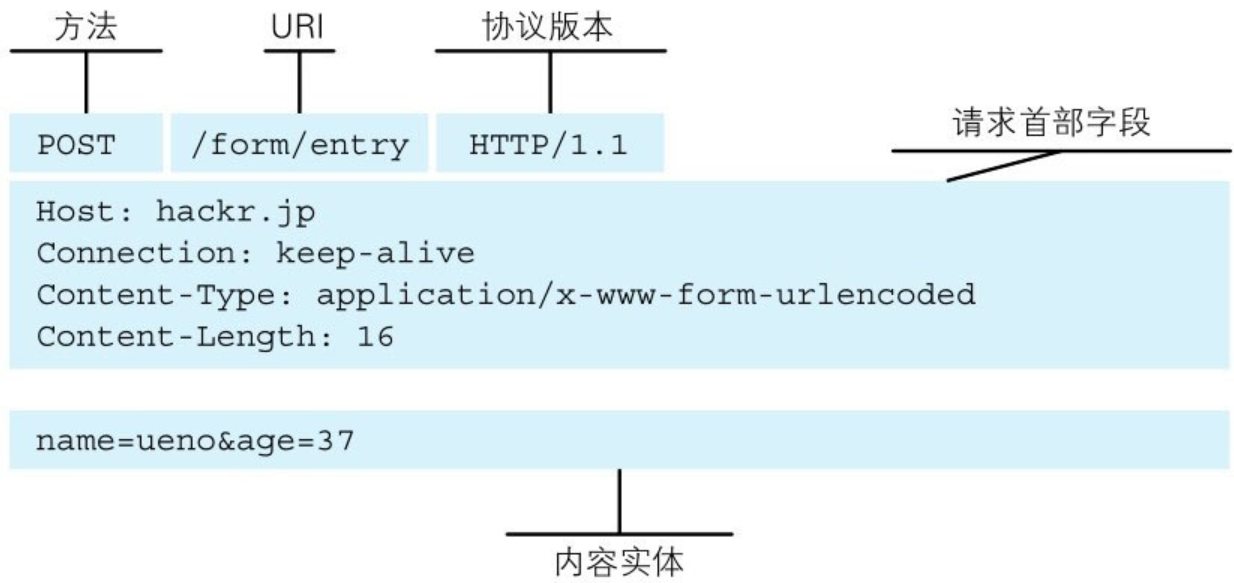 方法 URI 协议版本
请求首部字段
POST /form/entry HTTP/1.1
Host: hackr.jp
Connection: keep-alive
Content-Type: application/x-www-form-urlencoded
Content-Length: 16
name=ueno&age=37
内容实体